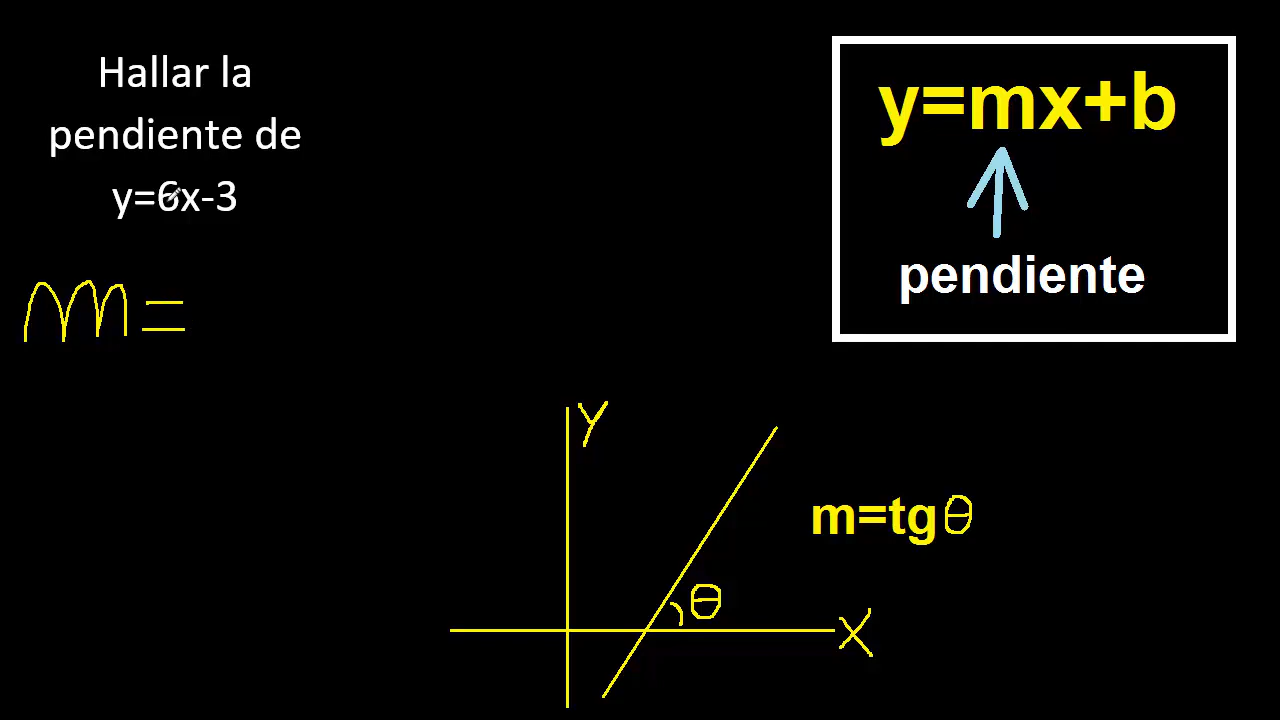 Hallar la
pendiente de
y=6x-3
m=
y=mx+b
pendiente
Y
m=tgθ
θ
X